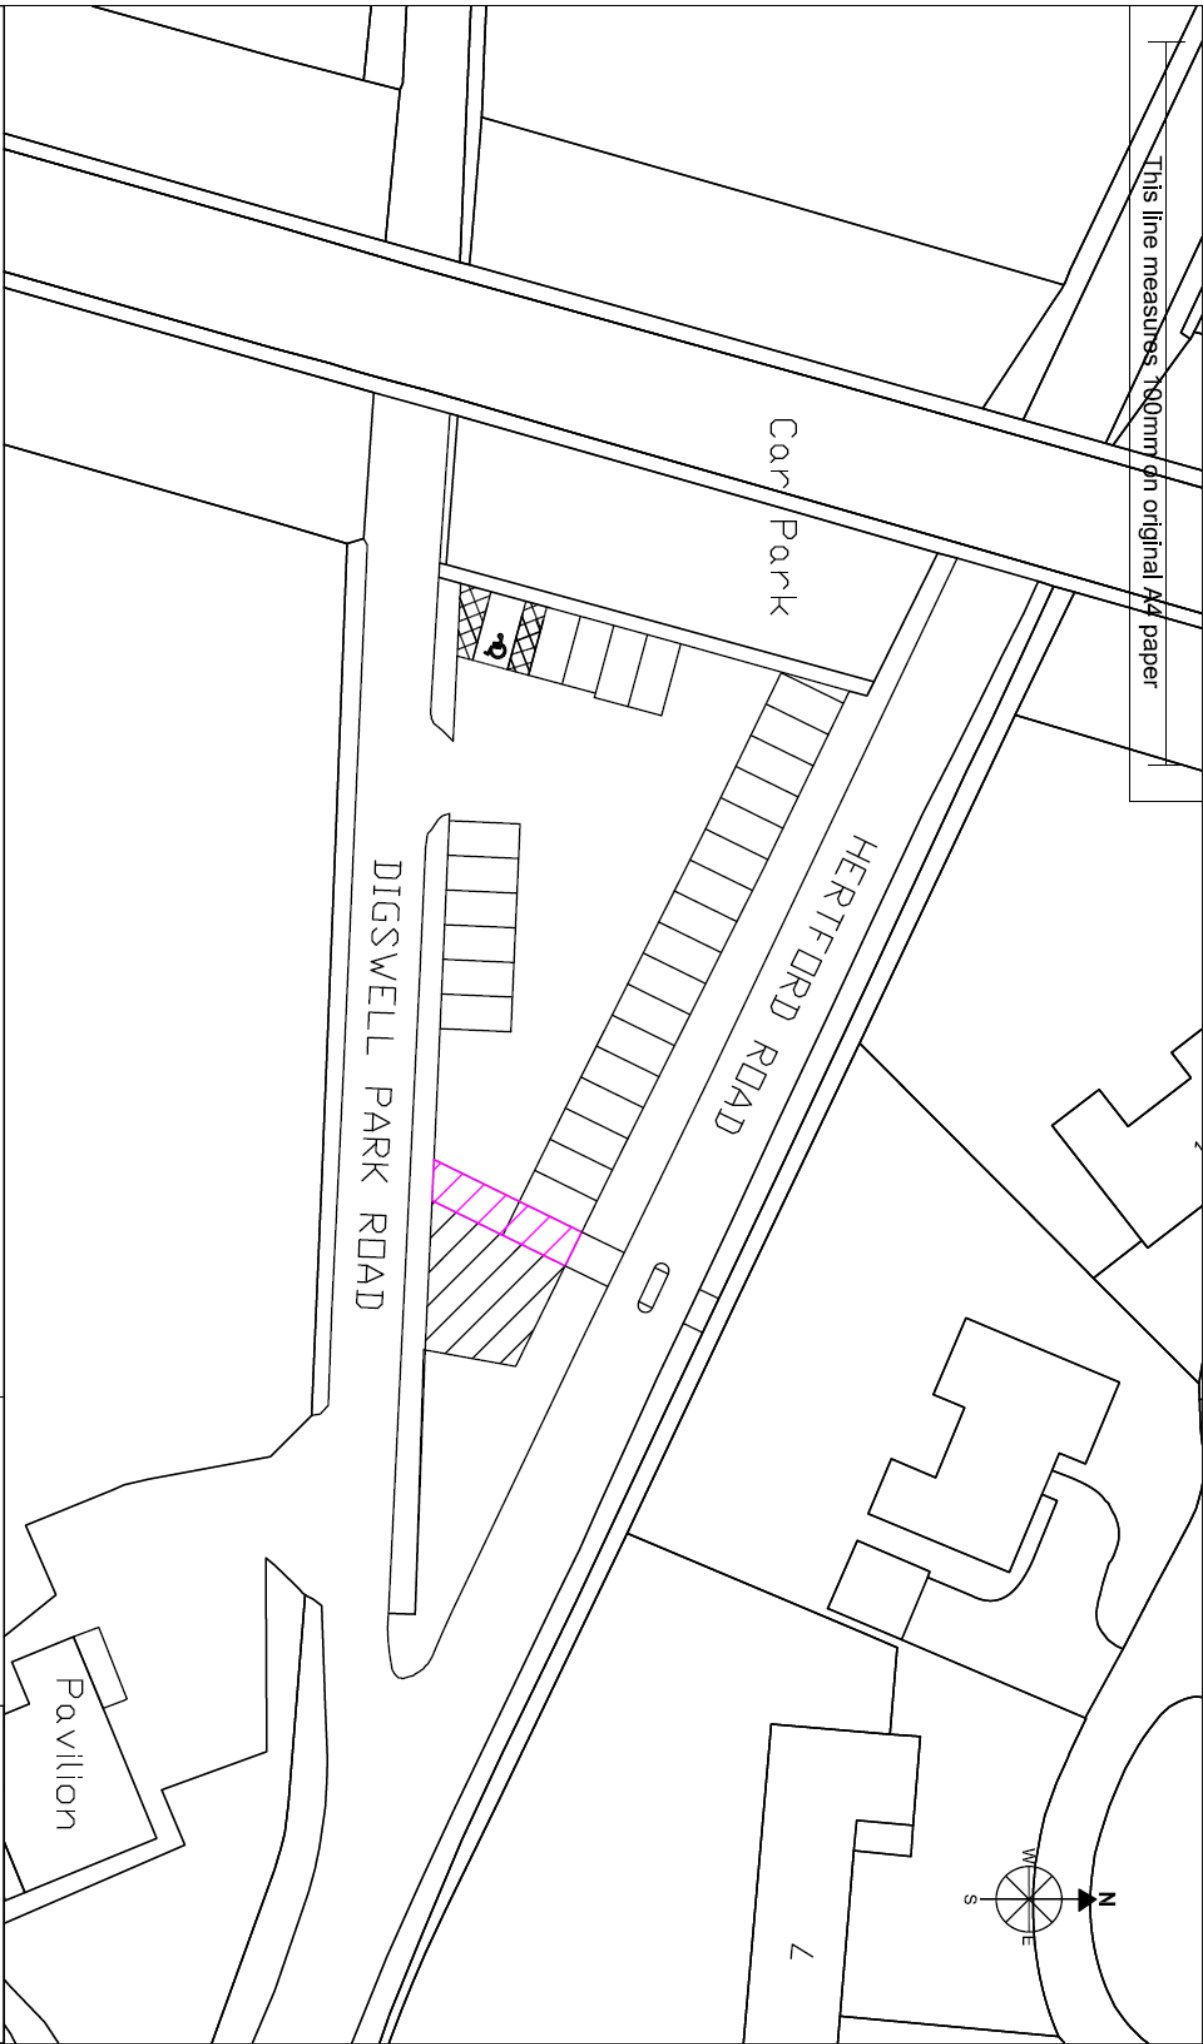 This line measures 100mm on original A4 paper
Car Park
HERTFORD ROAD
DIGSWELL PARK ROAD
Pavilion
7
N
W
E
S